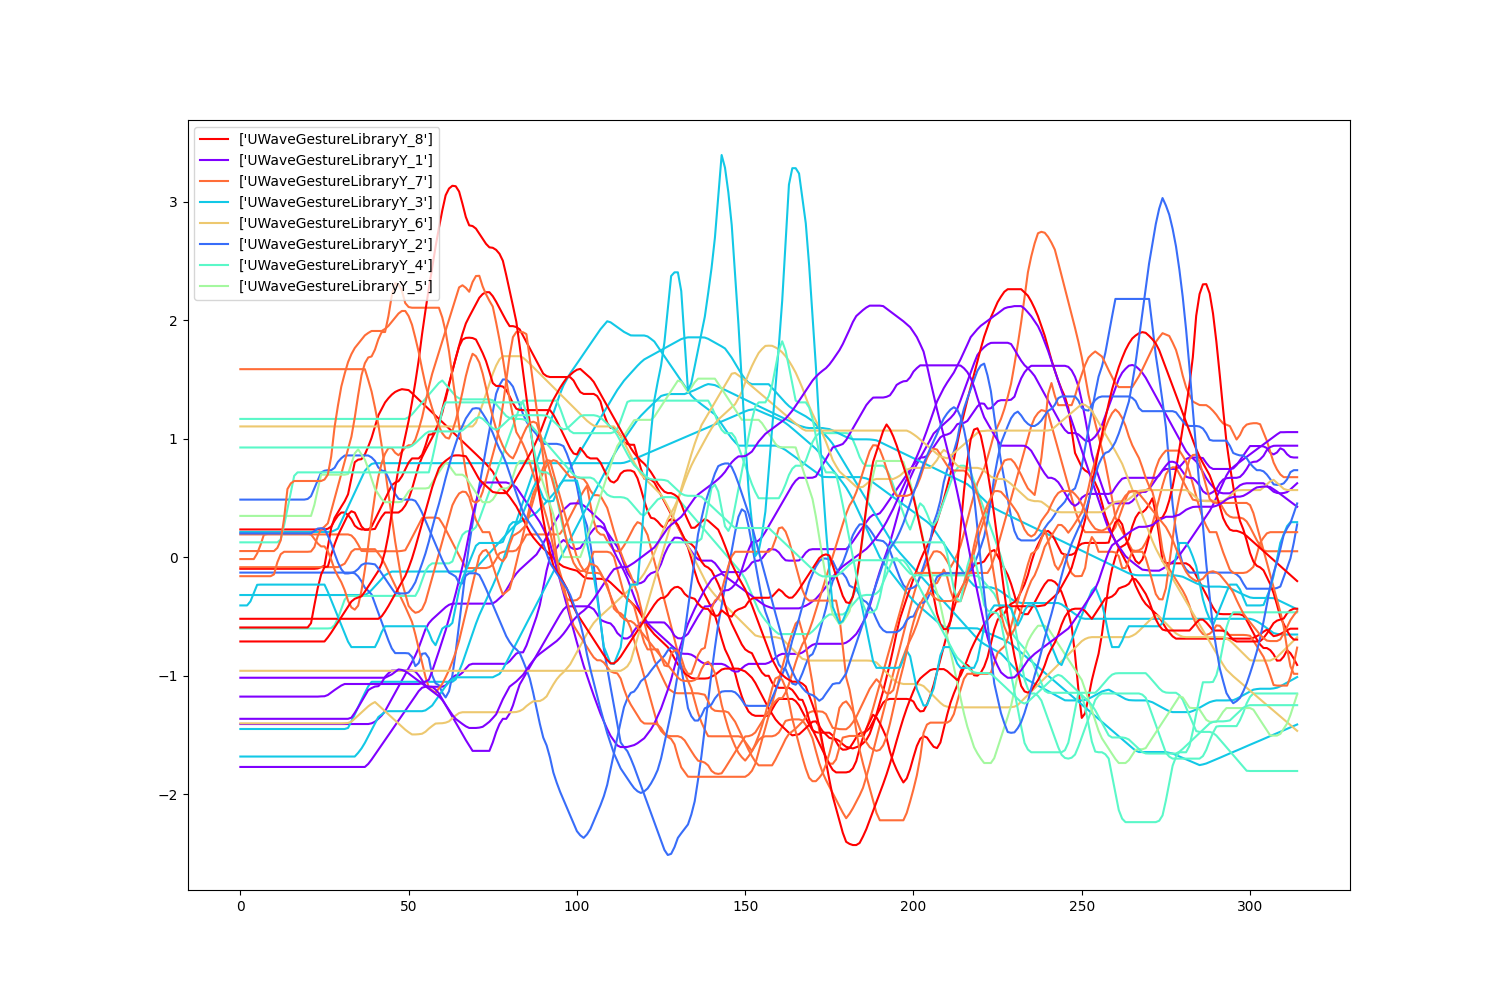 ['UWaveGestureLibraryY_8']
['UWaveGestureLibraryY_1']
['UWaveGestureLibraryY_7']
['UWaveGestureLibraryY_3']
['UWaveGestureLibraryY_6']
['UWaveGestureLibraryY_2']
['UWaveGestureLibraryY_4']
['UWaveGestureLibraryY_5']
3
2
1
0
−1
−2
0 50 100 150 200 250 300